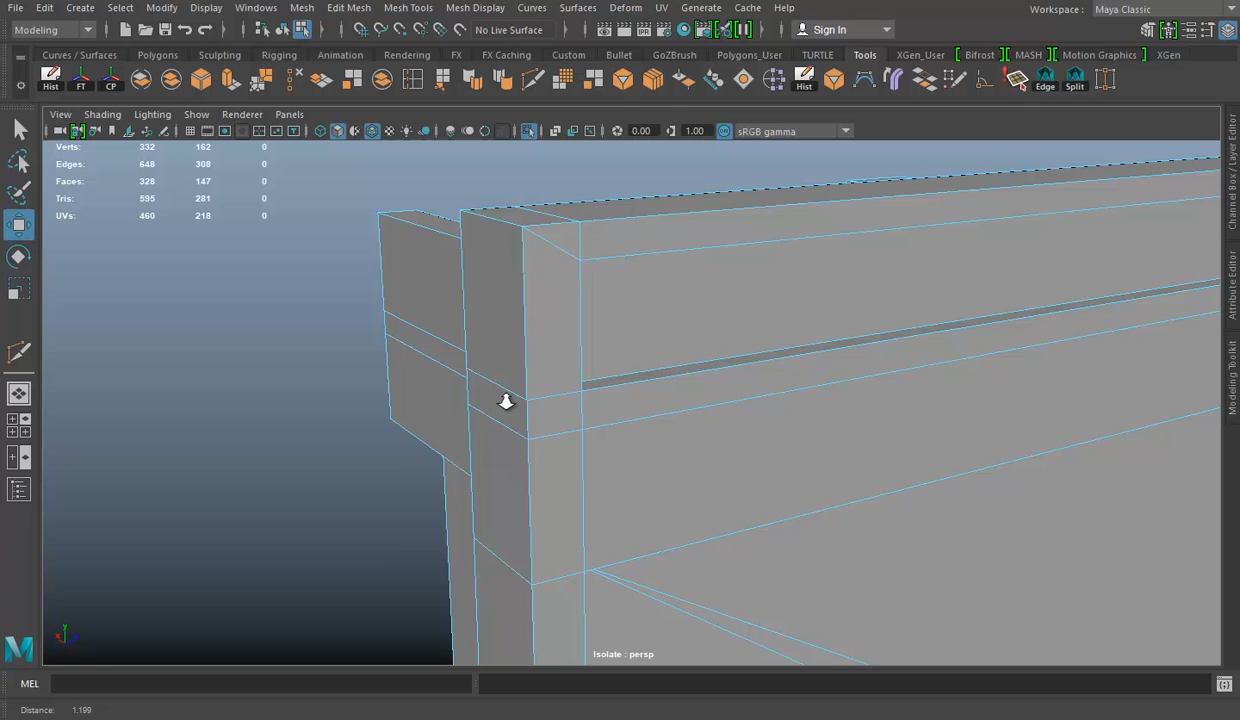 File Edit Create Select Modify Display Windows Mesh Edit Mesh Mesh Tools Mesh Display Curves Surfaces Deform UV Generate Cache Help Workspace : Maya Classic
Modeling No Live Surface Sign In
Curves / Surfaces Polygons Sculpting Rigging Animation Rendering FX FX Caching Custom Bullet GoZBrush Polygons_User TURTLE Tools XGen_User Bifrost MASH Motion Graphics XGen
Hist FT CP Hist Edge Split
View Shading Lighting Show Renderer Panels
0.00 1.00 sRGB gamma
Verts: 332 162 0
Edges: 648 308 0
Faces: 328 147 0
Tris: 595 281 0
UVs: 460 218 0
Channel Box / Layer Editor
Attribute Editor
Modeling Toolkit
y
x
Isolate : persp
MEL
Distance: 1.199